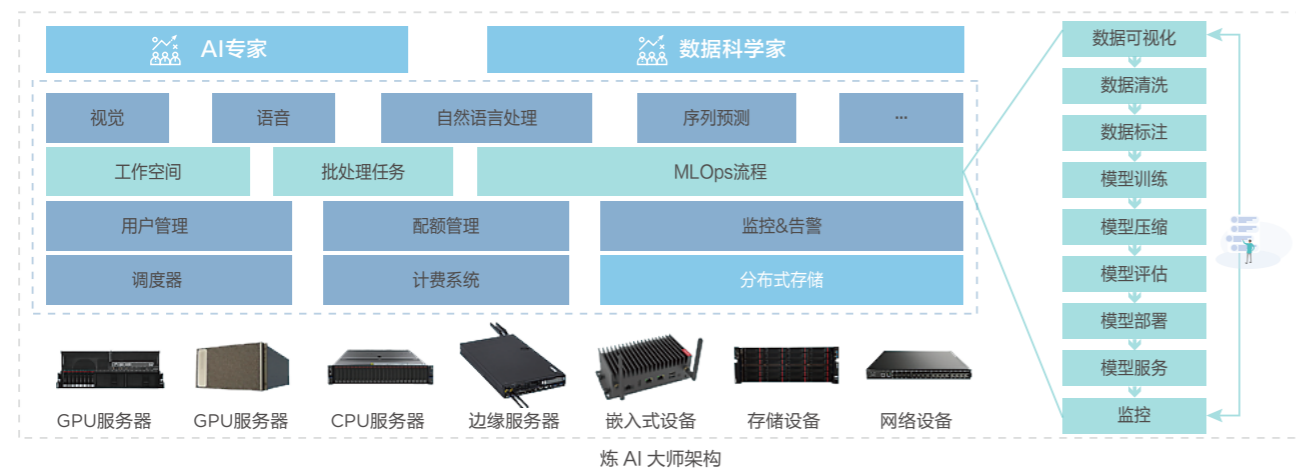 AI专家
数据科学家
视觉
语音
自然语言处理
序列预测
...
工作空间
批处理任务
MLOps流程
用户管理
配额管理
监控&告警
调度器
计费系统
分布式存储
GPU服务器
GPU服务器
CPU服务器
边缘服务器
嵌入式设备
存储设备
网络设备
数据可视化
数据清洗
数据标注
模型训练
模型压缩
模型评估
模型部署
模型服务
监控
炼 AI 大师架构